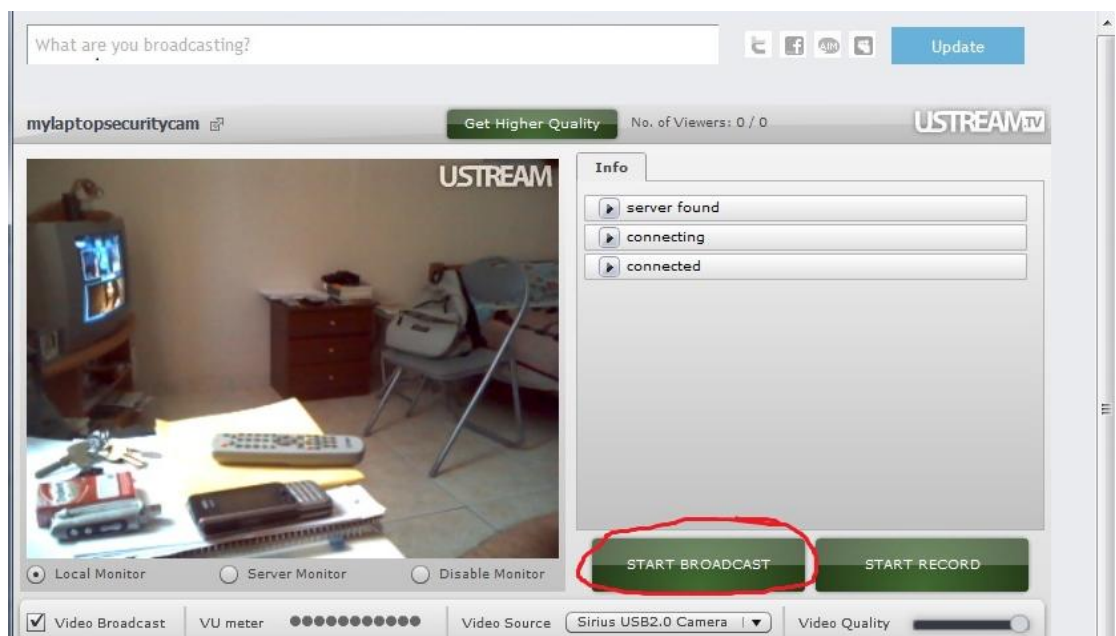 What are you broadcasting?
AIM
Update
mylaptopsecuritycam
Get Higher Quality
No. of Viewers: 0 / 0
USTREAM.TV
USTREAM
Info
server found
connecting
connected
START BROADCAST
START RECORD
Local Monitor
Server Monitor
Disable Monitor
Video Broadcast
VU meter
Video Source
Sirius USB2.0 Camera
Video Quality